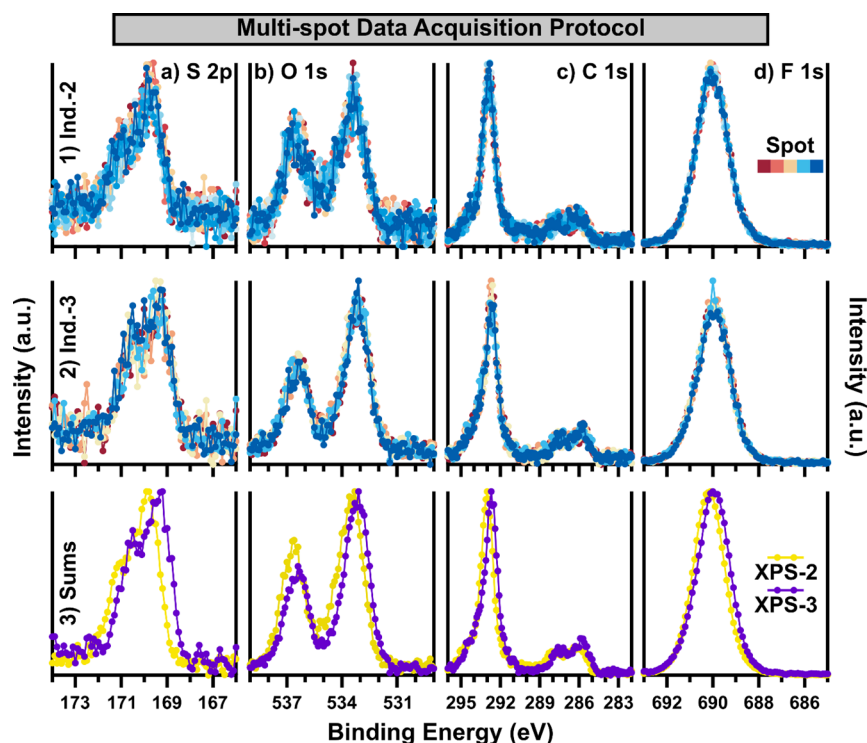 Multi-spot Data Acquisition Protocol
a) S 2p
b) O 1s
c) C 1s
d) F 1s
1) Ind.-2
Spot
2) Ind.-3
Intensity (a.u.)
Intensity (a.u.)
3) Sums
XPS-2
XPS-3
173 171 169 167 537 534 531 295 292 289 286 283 692 690 688 686
Binding Energy (eV)